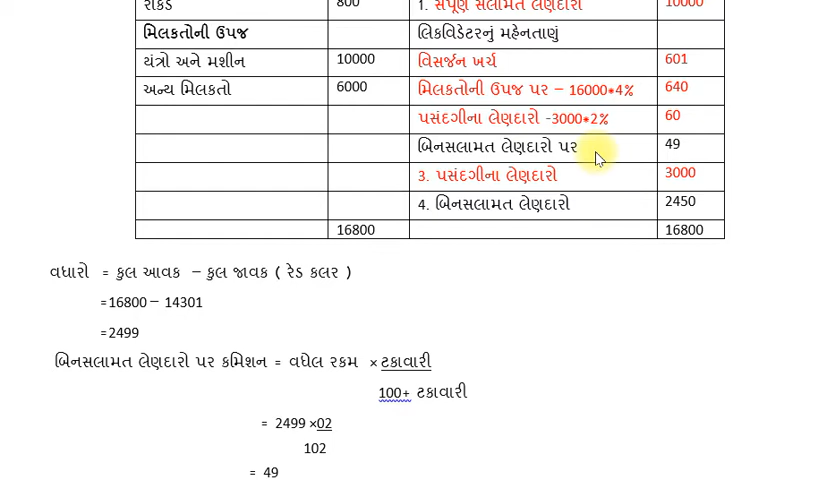 રોકડ 800 1. સંપૂર્ણ સલામત લેણદારો 10000
મિલકતોની ઉપજ લિકવિડેટરનું મહેનતાણું
યંત્રો અને મશીન 10000 વિસર્જન ખર્ચ 601
અન્ય મિલકતો 6000 મિલકતોની ઉપજ પર – 16000*4% 640
પસંદગીના લેણદારો -3000*2% 60
બિનસલામત લેણદારો પર 49
3. પસંદગીના લેણદારો 3000
4. બિનસલામત લેણદારો 2450
16800 16800
વધારો = કુલ આવક – કુલ જાવક ( રેડ કલર )
=16800 – 14301
=2499
બિનસલામત લેણદારો પર કમિશન = વધેલ રકમ × ટકાવારી
100+ ટકાવારી
= 2499 ×02
102
= 49